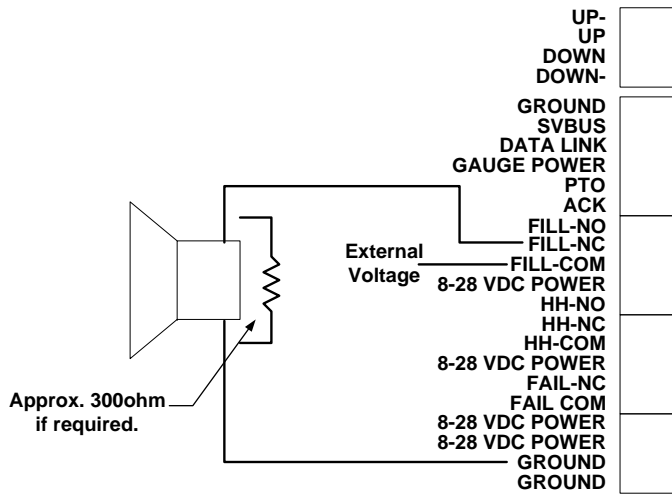 UP-
UP
DOWN
DOWN-
GROUND
SVBUS
DATA LINK
GAUGE POWER
PTO
ACK
FILL-NO
FILL-NC
External
Voltage
FILL-COM
8-28 VDC POWER
HH-NO
HH-NC
HH-COM
8-28 VDC POWER
FAIL-NC
FAIL COM
8-28 VDC POWER
8-28 VDC POWER
GROUND
GROUND
Approx. 300ohm
if required.